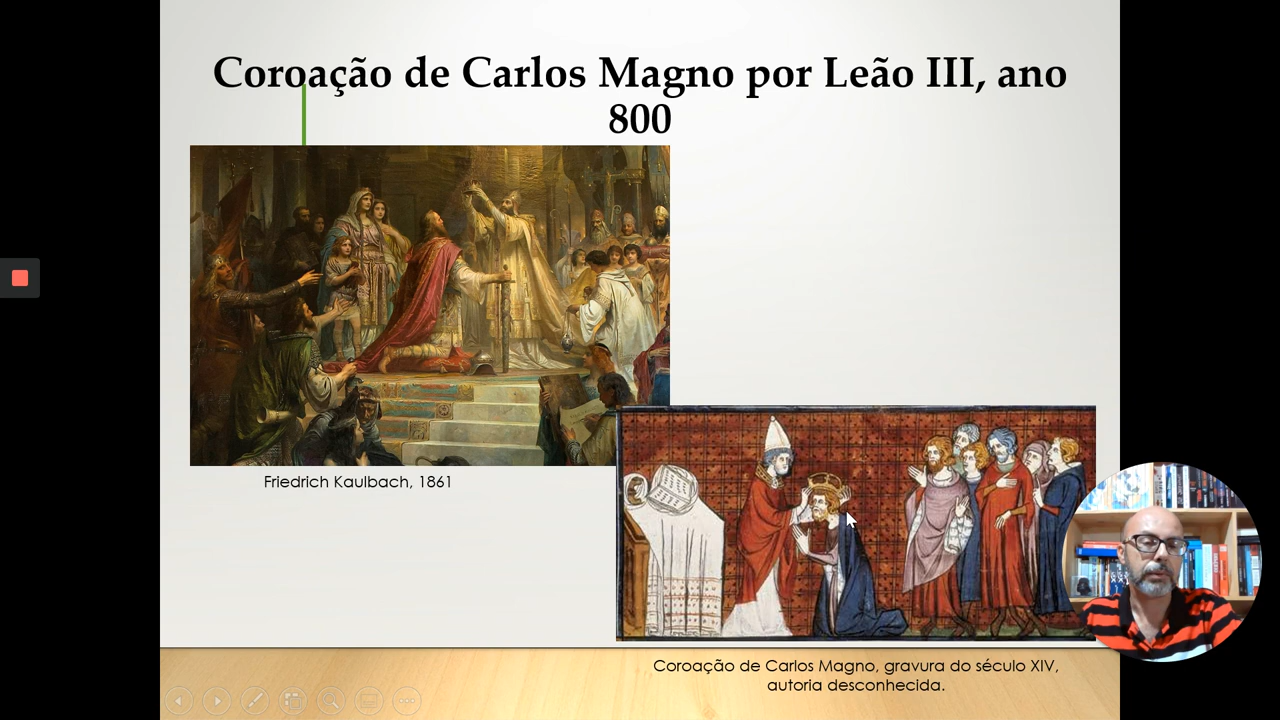 Coroação de Carlos Magno por Leão III, ano
800
Friedrich Kaulbach, 1861
Coroação de Carlos Magno, gravura do século XIV,
autoria desconhecida.